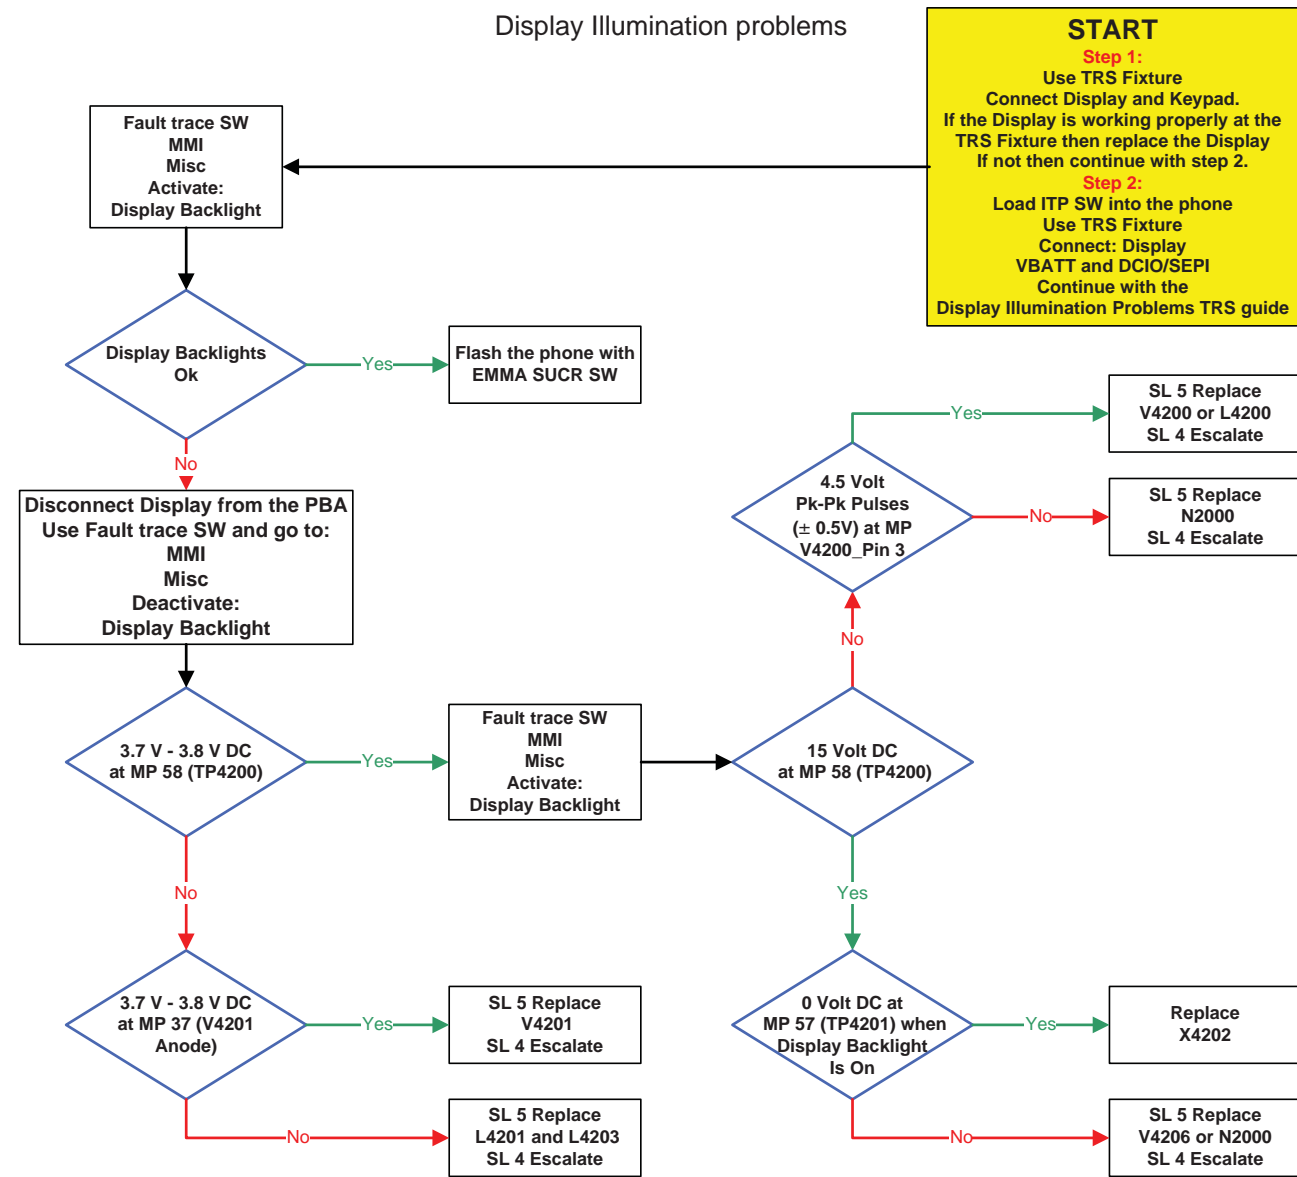 Display Illumination problems
START
Step 1:
Use TRS Fixture
Connect Display and Keypad.
If the Display is working properly at the
TRS Fixture then replace the Display
If not then continue with step 2.
Step 2:
Load ITP SW into the phone
Use TRS Fixture
Connect: Display
VBATT and DCIO/SEPI
Continue with the
Display Illumination Problems TRS guide
Fault trace SW
MMI
Misc
Activate:
Display Backlight
Display Backlights
Ok
Yes
Flash the phone with
EMMA SUCR SW
No
Disconnect Display from the PBA
Use Fault trace SW and go to:
MMI
Misc
Deactivate:
Display Backlight
3.7 V - 3.8 V DC
at MP 58 (TP4200)
Yes
Fault trace SW
MMI
Misc
Activate:
Display Backlight
15 Volt DC
at MP 58 (TP4200)
No
4.5 Volt
Pk-Pk Pulses
(± 0.5V) at MP
V4200_Pin 3
Yes
SL 5 Replace
V4200 or L4200
SL 4 Escalate
No
SL 5 Replace
N2000
SL 4 Escalate
Yes
0 Volt DC at
MP 57 (TP4201) when
Display Backlight
Is On
Yes
Replace
X4202
No
SL 5 Replace
V4206 or N2000
SL 4 Escalate
No
3.7 V - 3.8 V DC
at MP 37 (V4201
Anode)
Yes
SL 5 Replace
V4201
SL 4 Escalate
No
SL 5 Replace
L4201 and L4203
SL 4 Escalate